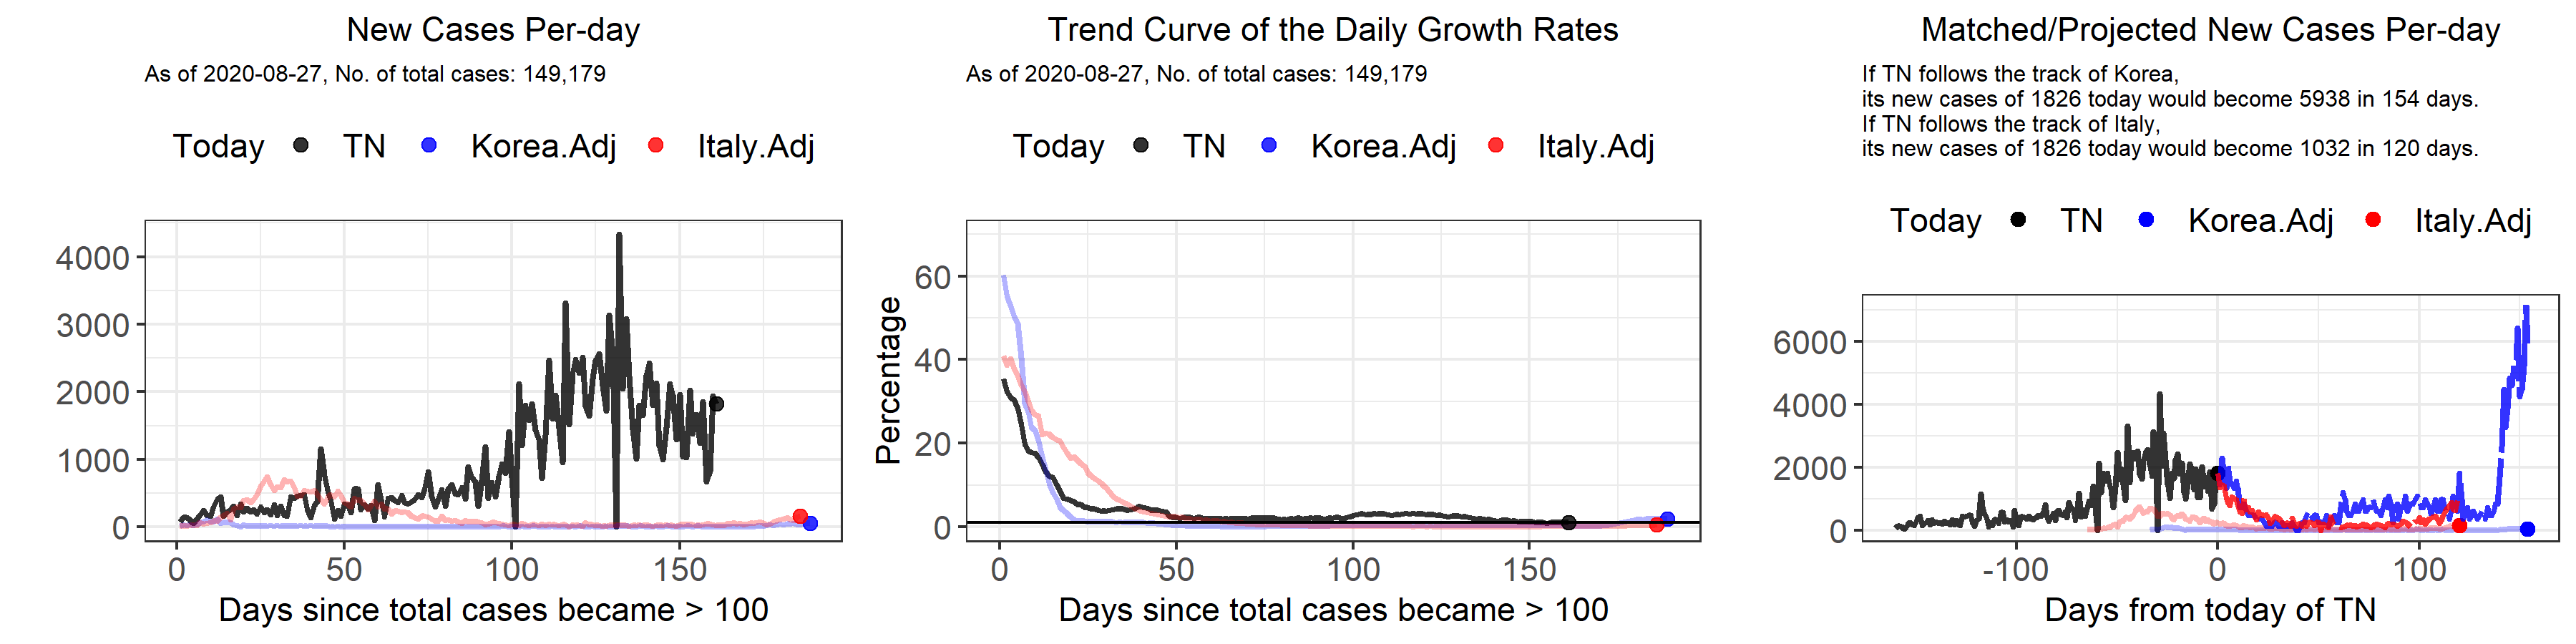 New Cases Per-day
As of 2020-08-27, No. of total cases: 149,179
Today TN Korea.Adj Italy.Adj
4000
3000
2000
1000
0
0 50 100 150
Days since total cases became > 100
Trend Curve of the Daily Growth Rates
As of 2020-08-27, No. of total cases: 149,179
Today TN Korea.Adj Italy.Adj
Percentage
60
40
20
0
0 50 100 150
Days since total cases became > 100
Matched/Projected New Cases Per-day
If TN follows the track of Korea,
its new cases of 1826 today would become 5938 in 154 days.
If TN follows the track of Italy,
its new cases of 1826 today would become 1032 in 120 days.
Today TN Korea.Adj Italy.Adj
6000
4000
2000
0
-100 0 100
Days from today of TN